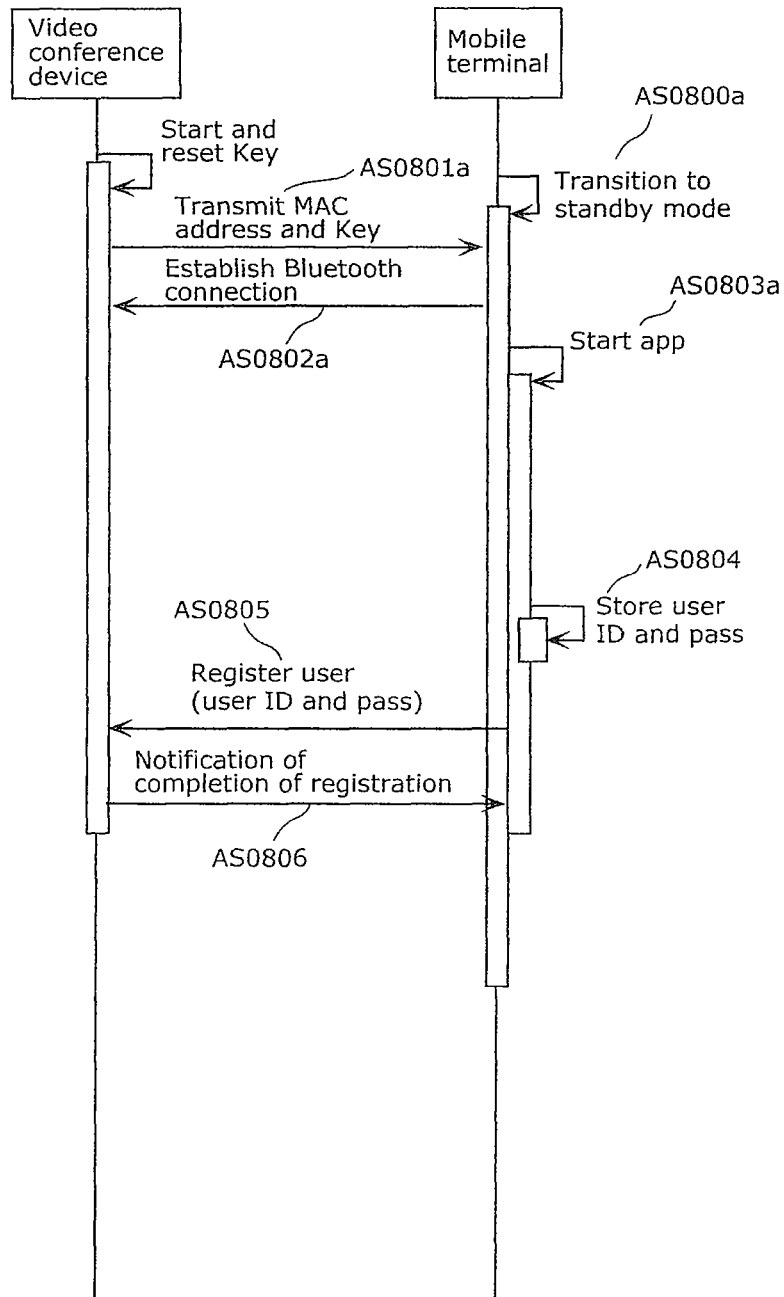 Video
conference
device
Mobile
terminal
AS0800a
Start and
reset Key
AS0801a
Transition to
standby mode
Transmit MAC
address and Key
Establish Bluetooth
connection
AS0803a
Start app
AS0802a
AS0804
Store user
ID and pass
AS0805
Register user
(user ID and pass)
Notification of
completion of registration
AS0806